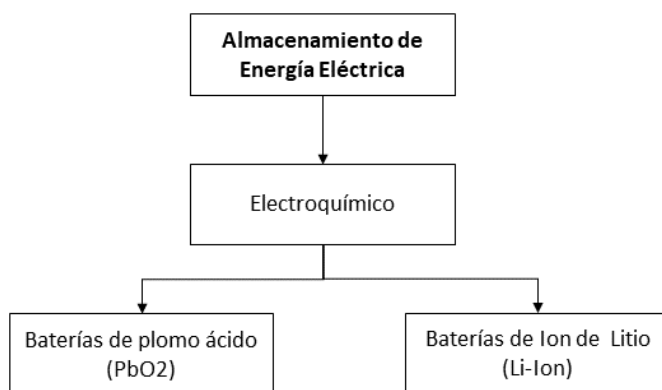 Almacenamiento de
Energía Eléctrica
Electroquímico
Baterías de plomo ácido
(PbO2)
Baterías de Ion de Litio
(Li-Ion)